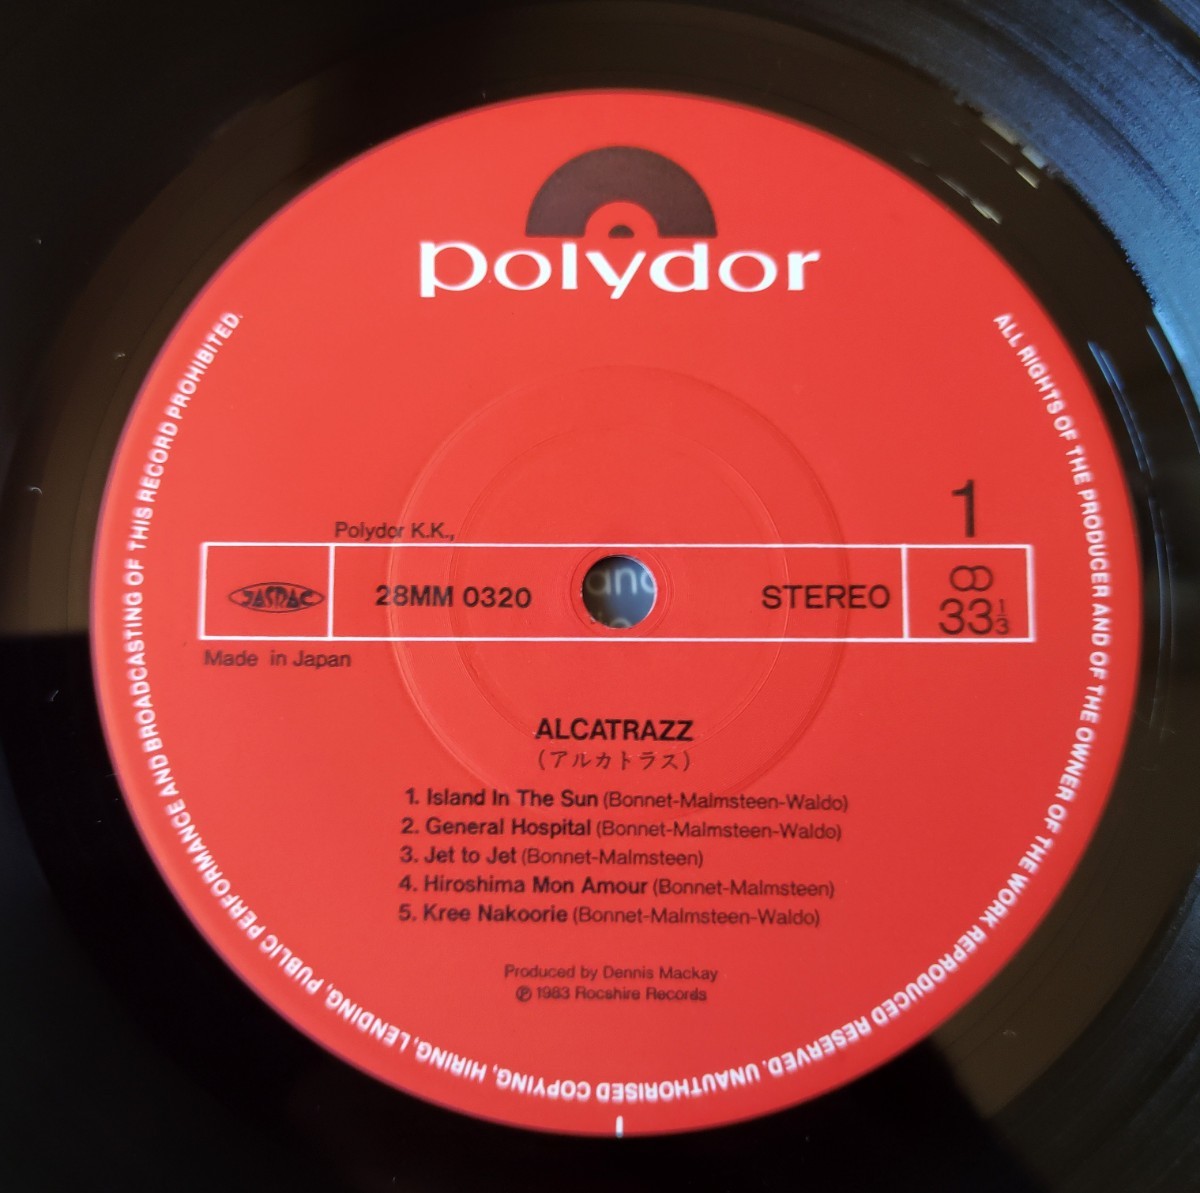 polydor
ALL RIGHTS OF THE PRODUCER AND OF THE OWNER OF THE WORK REPRODUCED RESERVED. UNAUTHORISED COPYING, HIRING, LENDING, PUBLIC PERFORMANCE AND BROADCASTING OF THIS RECORD PROHIBITED.
1
Polydor K.K.,
JASRAC
28MM 0320
STEREO
33 1/3
Made in Japan
and
ALCATRAZZ
(アルカトラス)
1. Island In The Sun (Bonnet-Malmsteen-Waldo)
2. General Hospital (Bonnet-Malmsteen-Waldo)
3. Jet to Jet (Bonnet-Malmsteen)
4. Hiroshima Mon Amour (Bonnet-Malmsteen)
5. Kree Nakoorie (Bonnet-Malmsteen-Waldo)
Produced by Dennis Mackay
℗ 1983 Rocshire Records